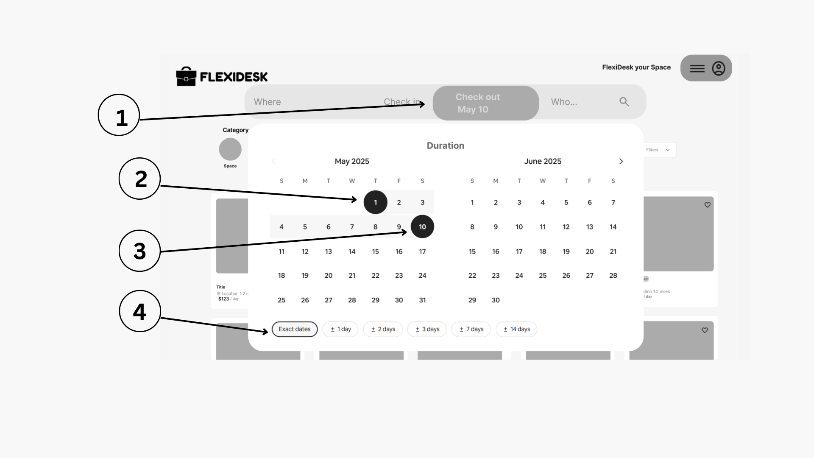 FLEXIDESK
FlexiDesk your Space
1
Where
Check in
Check out
May 10
Who...
Category
Space
Filters
Duration
May 2025
June 2025
S M T W T F S
S M T W T F S
1 2 3
1 2 3 4 5 6 7
4 5 6 7 8 9 10
8 9 10 11 12 13 14
11 12 13 14 15 16 17
15 16 17 18 19 20 21
18 19 20 21 22 23 24
22 23 24 25 26 27 28
25 26 27 28 29 30 31
29 30
2
3
4
Title
$123 / day
Exact dates
± 1 day
± 2 days
± 3 days
± 7 days
± 14 days